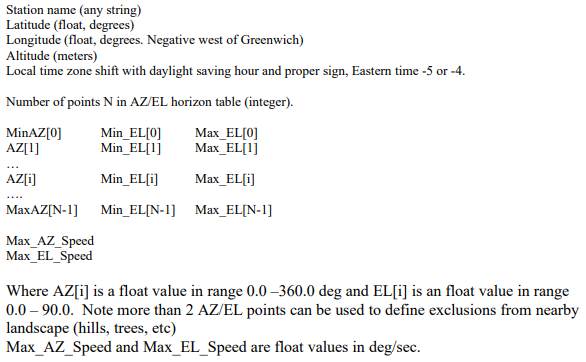 Station name (any string)
Latitude (float, degrees)
Longitude (float, degrees. Negative west of Greenwich)
Altitude (meters)
Local time zone shift with daylight saving hour and proper sign, Eastern time -5 or -4.
Number of points N in AZ/EL horizon table (integer).
MinAZ[0] Min_EL[0] Max_EL[0]
AZ[1] Min_EL[1] Max_EL[1]
…
AZ[i] Min_EL[i] Max_EL[i]
….
MaxAZ[N-1] Min_EL[N-1] Max_EL[N-1]
Max_AZ_Speed
Max_EL_Speed
Where AZ[i] is a float value in range 0.0 –360.0 deg and EL[i] is an float value in range
0.0 – 90.0.  Note more than 2 AZ/EL points can be used to define exclusions from nearby
landscape (hills, trees, etc)
Max_AZ_Speed and Max_EL_Speed are float values in deg/sec.